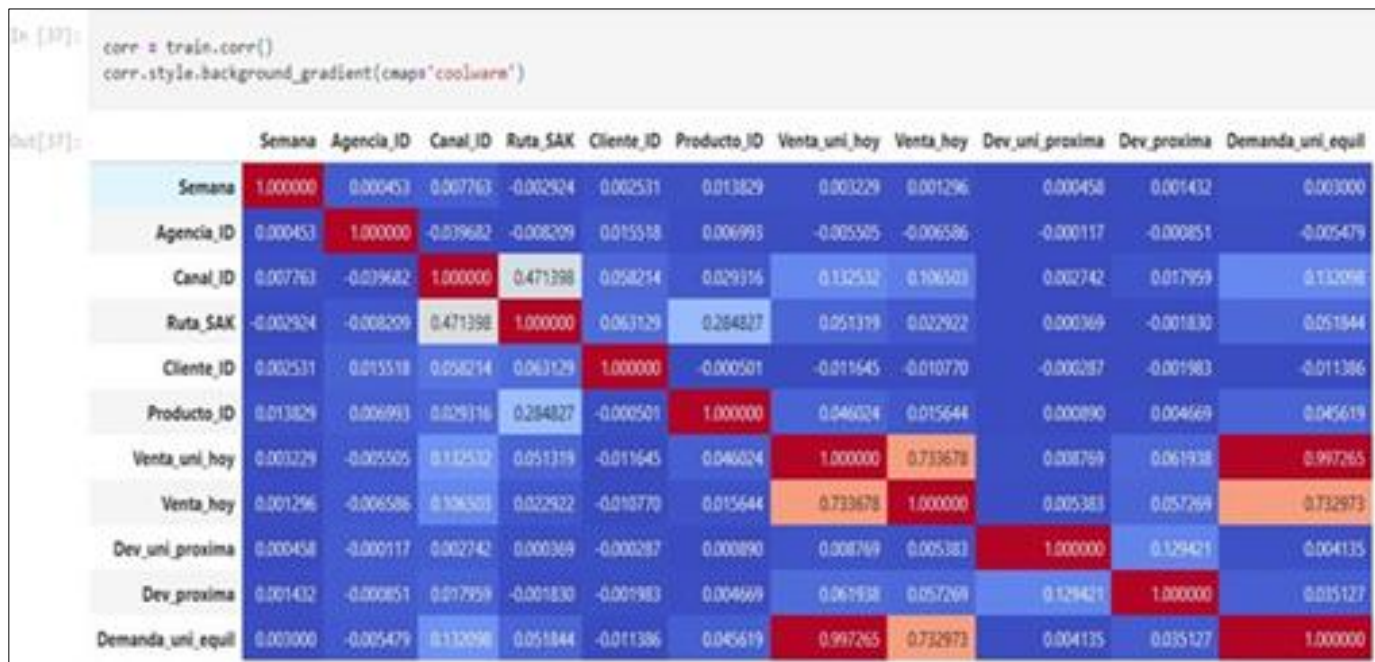 In [37]:
corr = train.corr()
corr.style.background_gradient(cmap='coolwarm')
Out[37]:
Semana Agencia_ID Canal_ID Ruta_SAK Cliente_ID Producto_ID Venta_uni_hoy Venta_hoy Dev_uni_proxima Dev_proxima Demanda_uni_equil
Semana 1.000000 0.000453 0.007763 -0.002924 0.002531 0.013829 0.003229 0.001296 0.000458 0.001432 0.003000
Agencia_ID 0.000453 1.000000 -0.039682 -0.008209 0.015518 0.006993 -0.005505 -0.006586 -0.000117 -0.000851 -0.005479
Canal_ID 0.007763 -0.039682 1.000000 0.471398 0.058214 0.029316 0.132532 0.106503 0.002742 0.017959 0.132098
Ruta_SAK -0.002924 -0.008209 0.471398 1.000000 0.063129 0.284827 0.051319 0.022922 0.000369 -0.001830 0.051844
Cliente_ID 0.002531 0.015518 0.058214 0.063129 1.000000 -0.000501 -0.011645 -0.010770 -0.000287 -0.001983 -0.011386
Producto_ID 0.013829 0.006993 0.029316 0.284827 -0.000501 1.000000 0.046024 0.015644 0.000890 0.004669 0.045619
Venta_uni_hoy 0.003229 -0.005505 0.132532 0.051319 -0.011645 0.046024 1.000000 0.733678 0.008769 0.061938 0.997265
Venta_hoy 0.001296 -0.006586 0.106503 0.022922 -0.010770 0.015644 0.733678 1.000000 0.005383 0.057269 0.732973
Dev_uni_proxima 0.000458 -0.000117 0.002742 0.000369 -0.000287 0.000890 0.008769 0.005383 1.000000 0.129421 0.004135
Dev_proxima 0.001432 -0.000851 0.017959 -0.001830 -0.001983 0.004669 0.061938 0.057269 0.129421 1.000000 0.035127
Demanda_uni_equil 0.003000 -0.005479 0.132098 0.051844 -0.011386 0.045619 0.997265 0.732973 0.004135 0.035127 1.000000